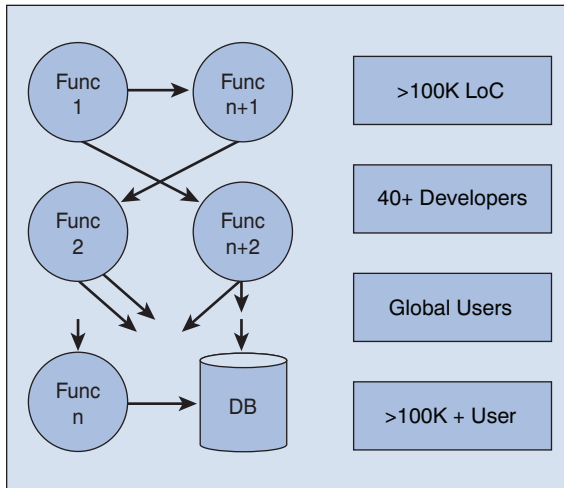 Func
1
Func
n+1
>100K LoC
Func
2
Func
n+2
40+ Developers
Global Users
Func
n
DB
>100K + User